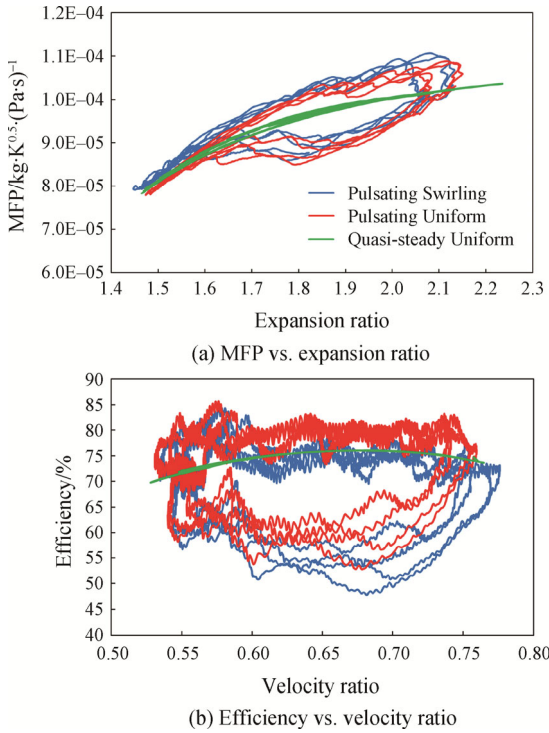 1.2E–04
1.1E–04
1.0E–04
9.0E–05
8.0E–05
7.0E–05
6.0E–05
MFP/kg·K^0.5·(Pa·s)^–1
Pulsating Swirling
Pulsating Uniform
Quasi-steady Uniform
1.4 1.5 1.6 1.7 1.8 1.9 2.0 2.1 2.2 2.3
Expansion ratio
(a) MFP vs. expansion ratio
90
85
80
75
70
65
60
55
50
45
40
Efficiency/%
0.50 0.55 0.60 0.65 0.70 0.75 0.80
Velocity ratio
(b) Efficiency vs. velocity ratio